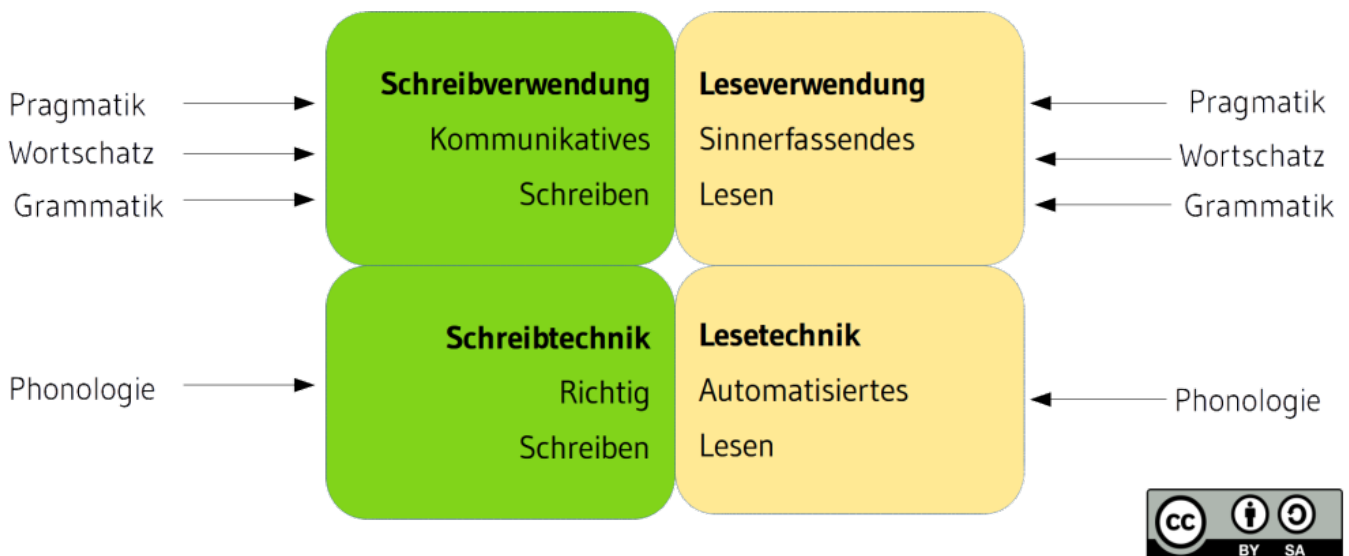 Pragmatik
Wortschatz
Grammatik
Schreibverwendung
Kommunikatives
Schreiben
Leseverwendung
Sinnerfassendes
Lesen
Pragmatik
Wortschatz
Grammatik
Phonologie
Schreibtechnik
Richtig
Schreiben
Lesetechnik
Automatisiertes
Lesen
Phonologie
cc
BY SA